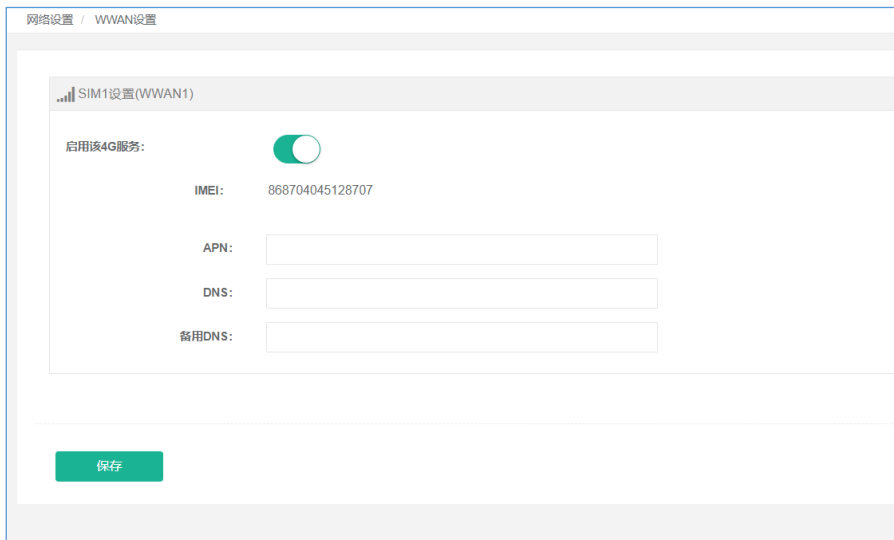 网络设置 / WWAN设置
SIM1设置(WWAN1)
启用该4G服务:
IMEI: 868704045128707
APN:
DNS:
备用DNS:
保存